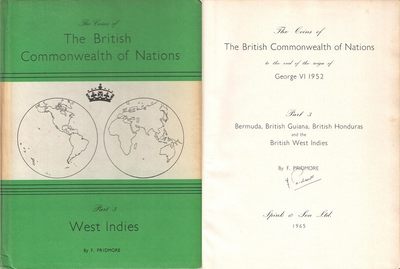 The Coins of
The British
Commonwealth of Nations
Part 3
West Indies
By F. PRIDMORE
The Coins of
The British Commonwealth of Nations
to the end of the reign of
George VI 1952
Part 3
Bermuda, British Guiana, British Honduras
and the
British West Indies
By F. PRIDMORE
Spink & Son Ltd.
1965